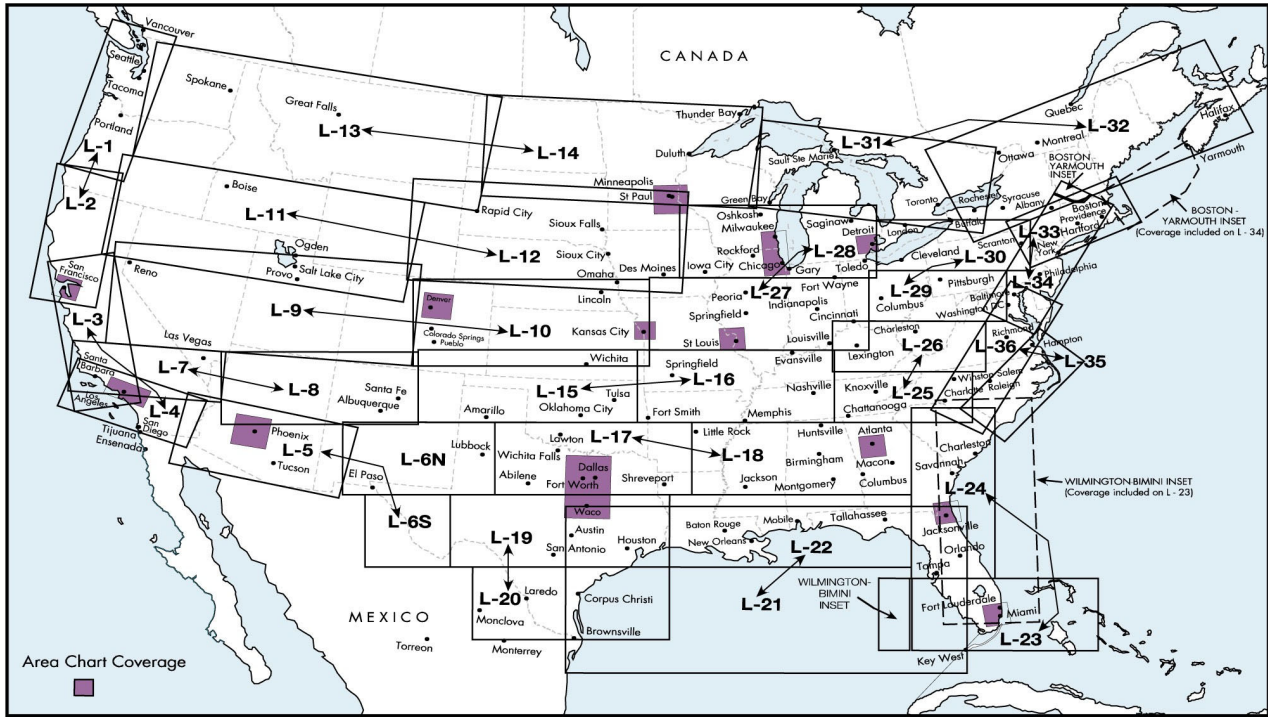 Vancouver
CANADA
Seattle
Tacoma
Spokane
Great Falls
Portland
L-1
L-13
L-14
Thunder Bay
Duluth
Sault Ste Marie
L-31
L-32
Quebec
Montreal
Ottawa
Halifax
Yarmouth
BOSTON
YARMOUTH
INSET
BOSTON -
YARMOUTH INSET
(Coverage included on L - 34)
L-2
Boise
L-11
Rapid City
Minneapolis
St Paul
Sioux Falls
Green Bay
Oshkosh
Milwaukee
Saginaw
Detroit
London
Toronto
Rochester
Buffalo
Syracuse
Albany
Boston
Providence
Hartford
L-33
New
York
Scranton
L-12
Sioux City
Omaha
Des Moines
Iowa City
Rockford
Chicago
Gary
Toledo
L-28
Cleveland
L-30
L-34
Philadelphia
Ogden
Salt Lake City
Provo
Reno
San
Francisco
L-3
L-9
L-10
Denver
Colorado Springs
Pueblo
Lincoln
Kansas City
Peoria
Springfield
L-27
Fort Wayne
Indianapolis
Cincinnati
L-29
Columbus
Pittsburgh
Baltimore
Washington DC
St Louis
Louisville
Evansville
Lexington
Charleston
L-26
Richmond
L-36
Hampton
L-35
Las Vegas
L-7
L-8
Santa
Barbara
Los
Angeles
L-4
San
Diego
Tijuana
Ensenada
Santa Fe
Albuquerque
Amarillo
Wichita
L-15
L-16
Tulsa
Oklahoma City
Springfield
Fort Smith
Nashville
Memphis
Knoxville
Chattanooga
L-25
Winston Salem
Charlotte
Raleigh
Phoenix
L-5
Tucson
El Paso
L-6N
L-6S
Lubbock
Lawton
L-17
Wichita Falls
Abilene
Dallas
Fort Worth
Waco
Shreveport
Little Rock
L-18
Jackson
Huntsville
Birmingham
Montgomery
Atlanta
Macon
Columbus
Charleston
Savannah
L-24
WILMINGTON-BIMINI INSET
(Coverage included on L - 23)
L-19
Austin
San Antonio
Houston
Baton Rouge
New Orleans
Mobile
Tallahassee
Jacksonville
Orlando
Tampa
L-22
L-21
WILMINGTON-
BIMINI
INSET
L-20
Laredo
Monclova
Corpus Christi
Brownsville
Monterrey
Torreon
MEXICO
Fort Lauderdale
Miami
L-23
Key West
Area Chart Coverage